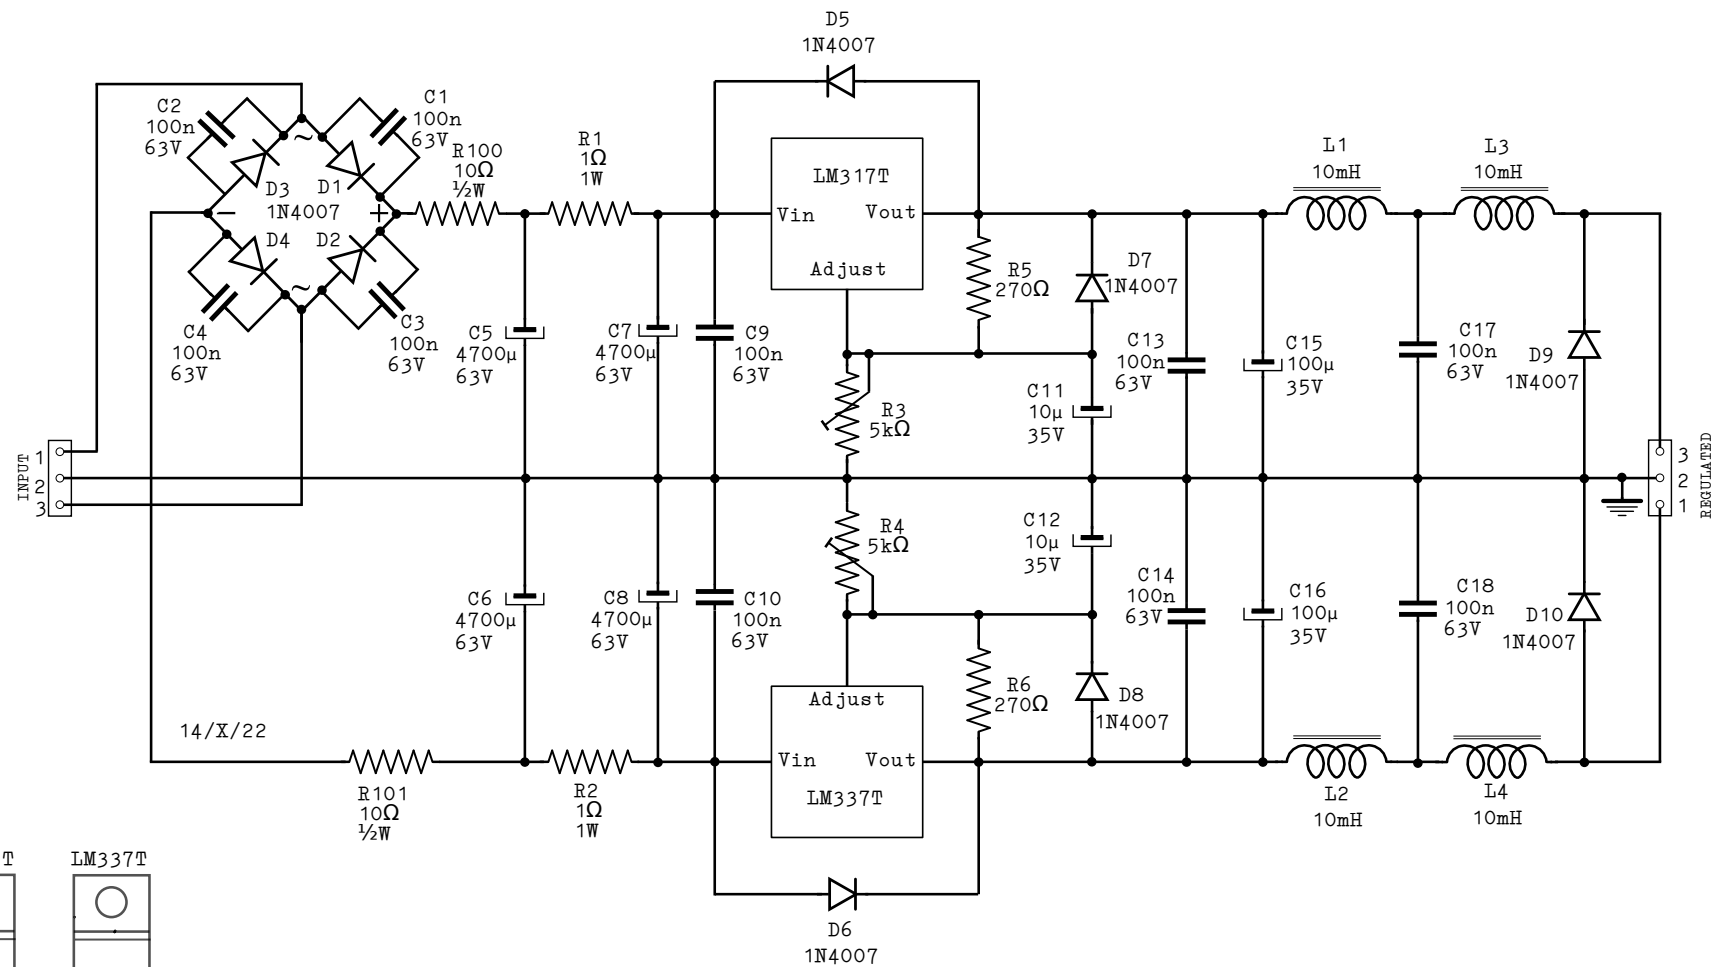 D5
1N4007
C2
100n
63V
C1
100n
63V
R100
10Ω
½W
R1
1Ω
1W
~
D3
D1
1N4007
−
+
D4
D2
~
C4
100n
63V
C3
100n
63V
LM317T
Vin
Vout
Adjust
L1
10mH
L3
10mH
R5
270Ω
D7
1N4007
C5
4700µ
63V
C7
4700µ
63V
C9
100n
63V
C13
100n
63V
C15
100µ
35V
C17
100n
63V
D9
1N4007
R3
5kΩ
C11
10µ
35V
INPUT
1
2
3
3
2
1
REGULATED
R4
5kΩ
C12
10µ
35V
C6
4700µ
63V
C8
4700µ
63V
C10
100n
63V
C14
100n
63V
C16
100µ
35V
C18
100n
63V
D10
1N4007
Adjust
Vin
Vout
LM337T
R6
270Ω
D8
1N4007
14/X/22
R101
10Ω
½W
R2
1Ω
1W
L2
10mH
L4
10mH
T
LM337T
D6
1N4007